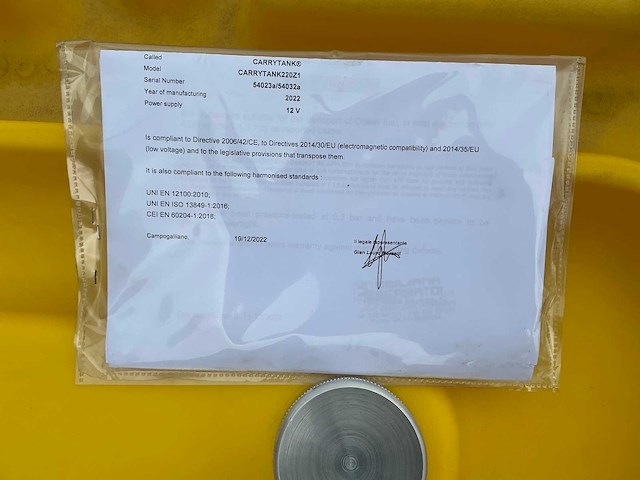 Called
CARRYTANK®
Model
CARRYTANK220Z1
Serial Number
54023a/54032a
Year of manufacturing
2022
Power supply
12 V
Is compliant to Directive 2006/42/CE, to Directives 2014/30/EU (electromagnetic compatibility) and 2014/35/EU
(low voltage) and to the legislative provisions that transpose them.
It is also compliant to the following harmonised standards :
UNI EN 12100:2010;
UNI EN ISO 13849-1:2016;
CEI EN 60204-1:2018;
Campogalliano, 19/12/2022
Il legale rappresentante
Gian